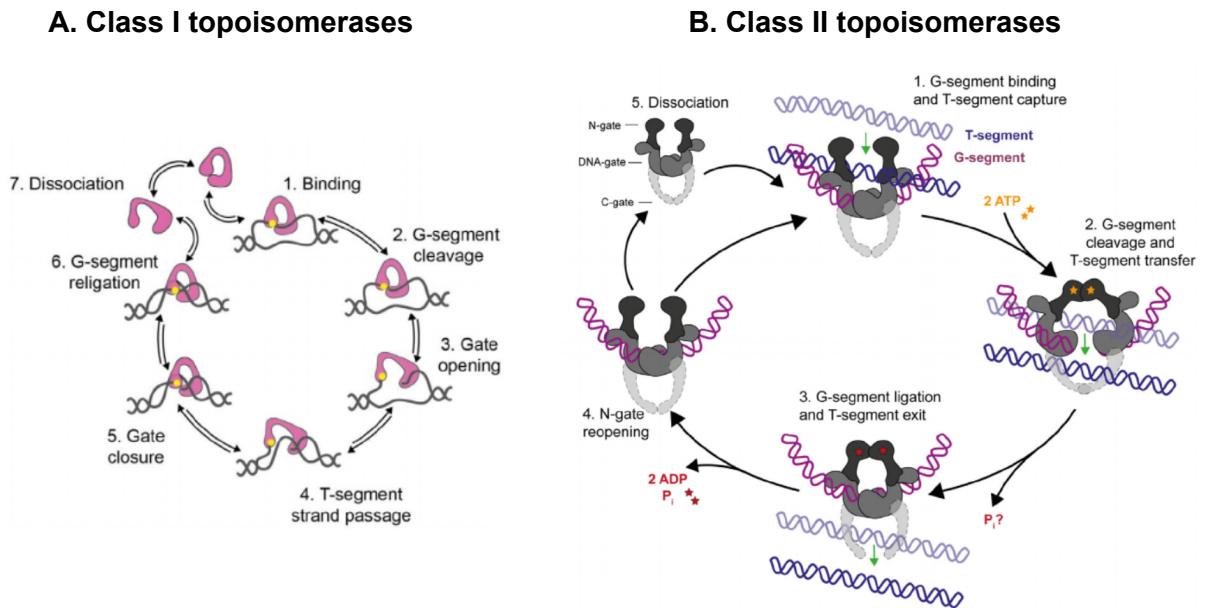 A. Class I topoisomerases
7. Dissociation
1. Binding
2. G-segment
cleavage
3. Gate
opening
4. T-segment
strand passage
5. Gate
closure
6. G-segment
religation
B. Class II topoisomerases
1. G-segment binding
and T-segment capture
T-segment
G-segment
2 ATP
2. G-segment
cleavage and
T-segment transfer
Pi?
3. G-segment ligation
and T-segment exit
2 ADP
Pi
4. N-gate
reopening
5. Dissociation
N-gate
DNA-gate
C-gate